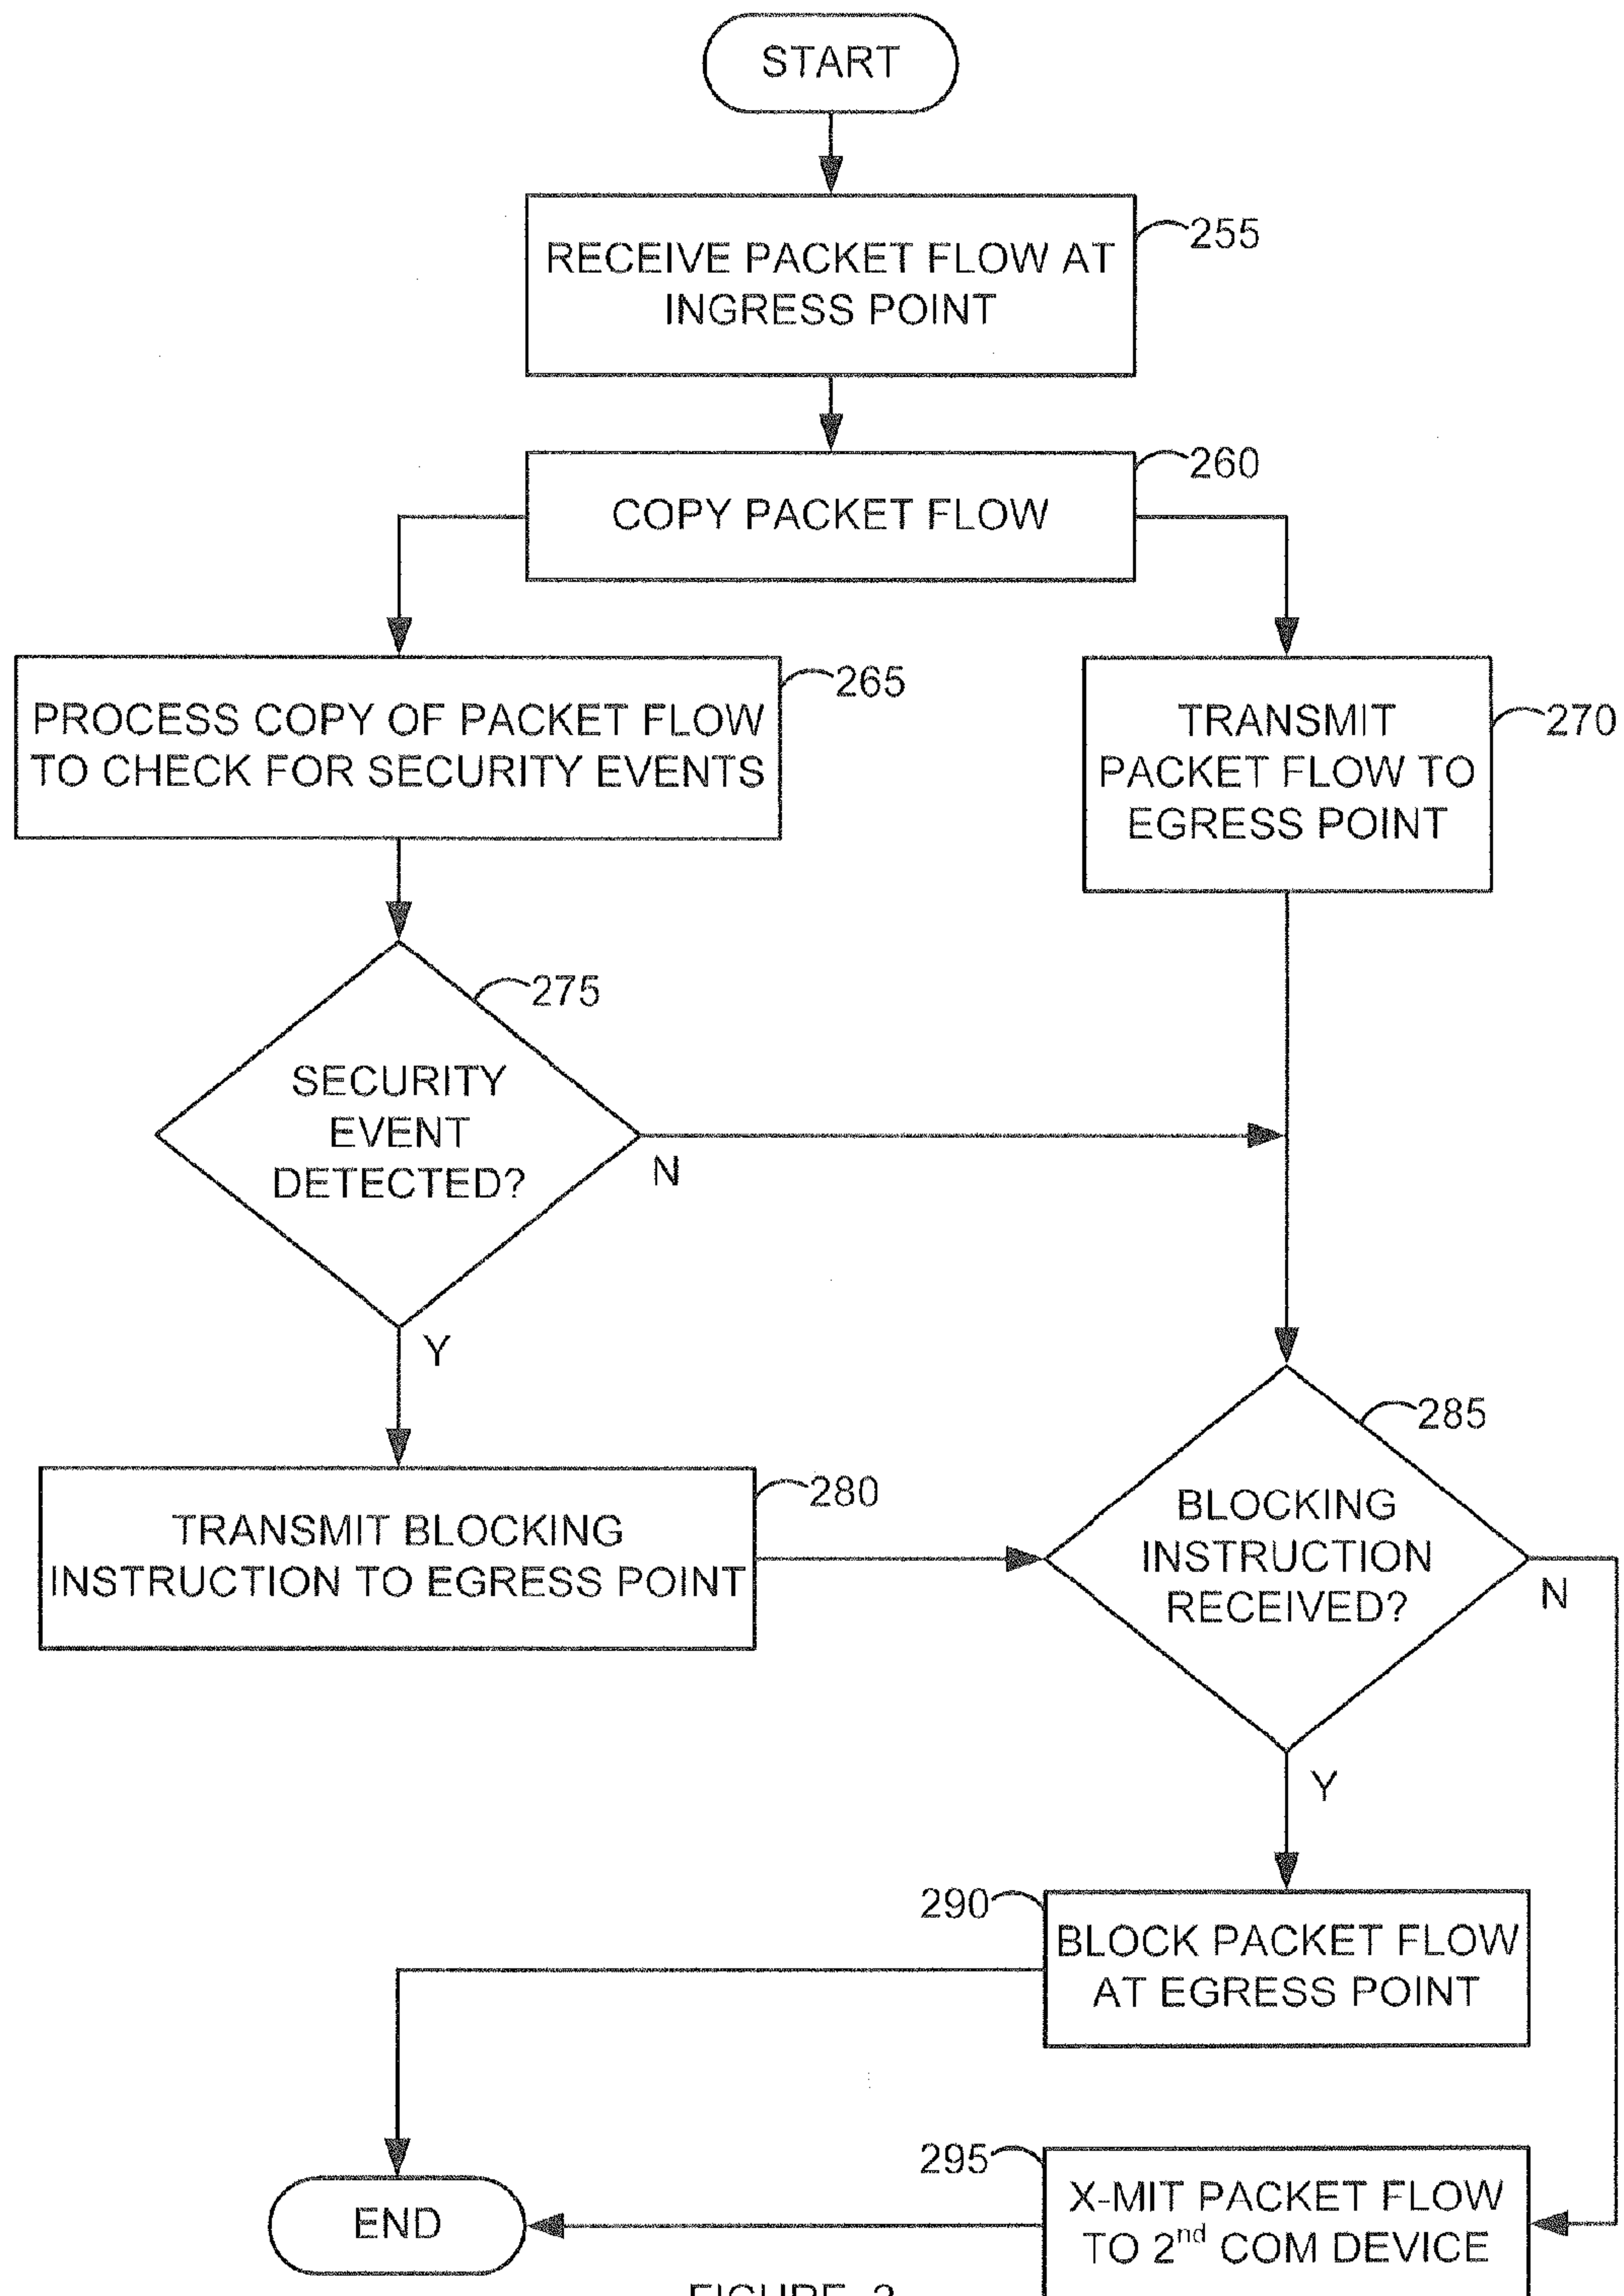 START
RECEIVE PACKET FLOW AT
INGRESS POINT
255
COPY PACKET FLOW
260
PROCESS COPY OF PACKET FLOW
TO CHECK FOR SECURITY EVENTS
265
TRANSMIT
PACKET FLOW TO
EGRESS POINT
270
SECURITY
EVENT
DETECTED?
275
N
Y
TRANSMIT BLOCKING
INSTRUCTION TO EGRESS POINT
280
BLOCKING
INSTRUCTION
RECEIVED?
285
N
Y
290
BLOCK PACKET FLOW
AT EGRESS POINT
295
X-MIT PACKET FLOW
TO 2nd COM DEVICE
END
FIGURE